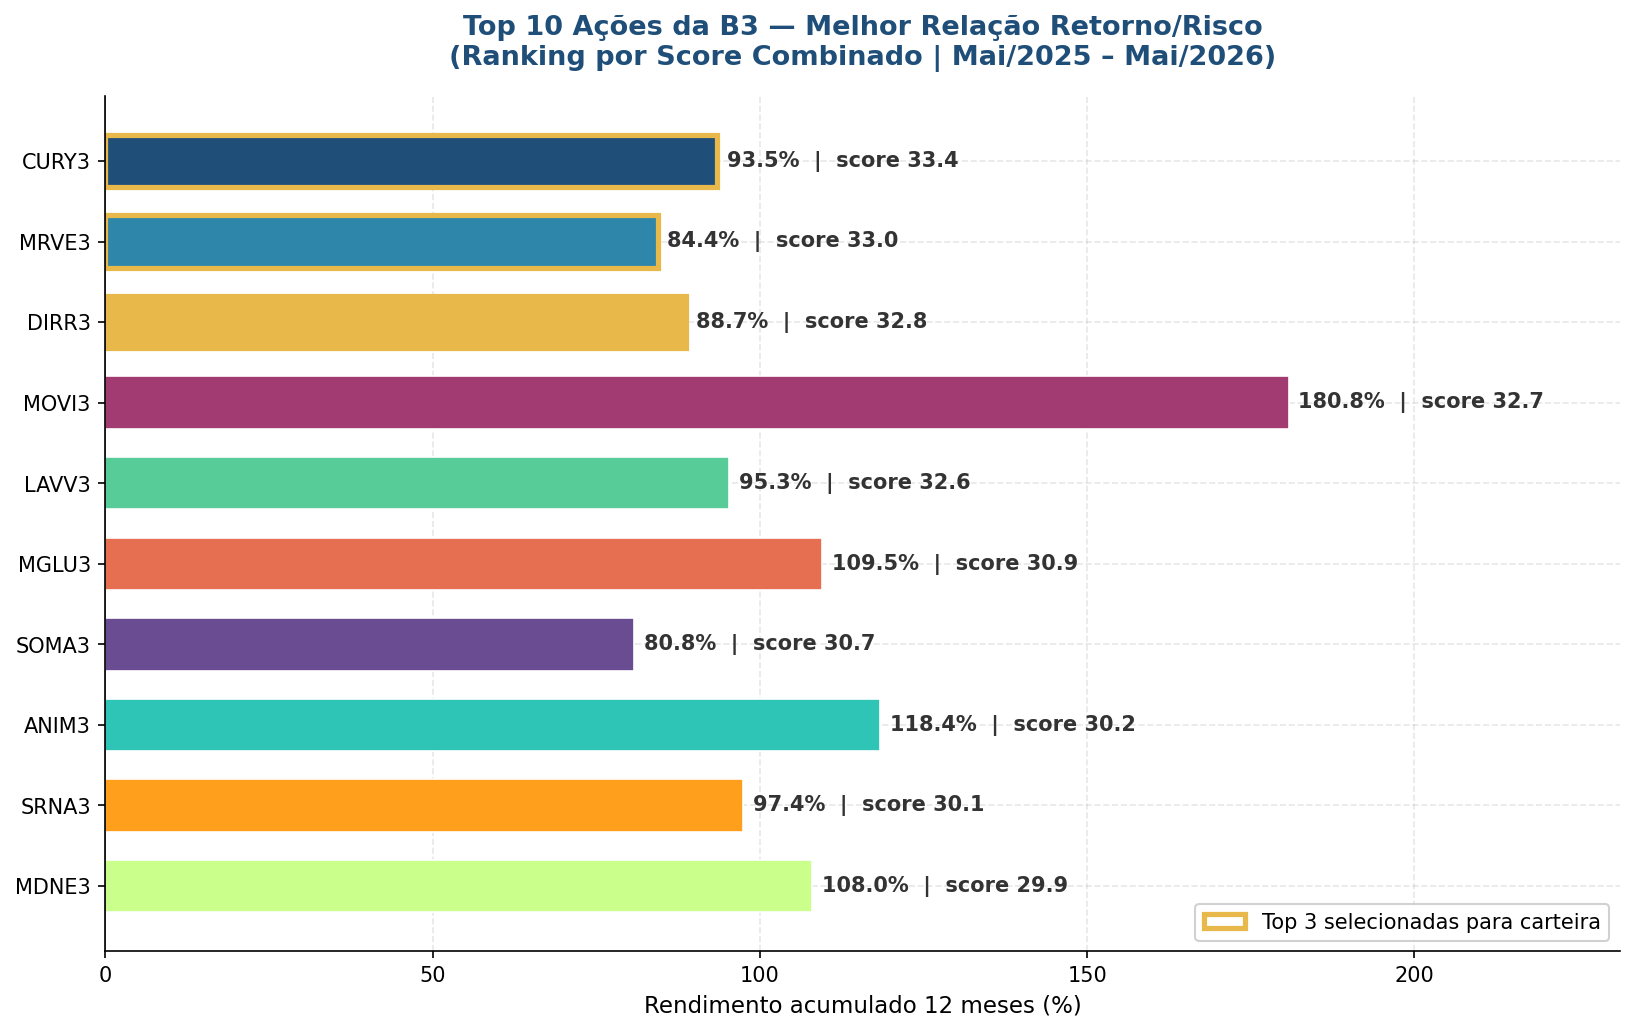 Top 10 Ações da B3 — Melhor Relação Retorno/Risco
(Ranking por Score Combinado | Mai/2025 – Mai/2026)
CURY3 93.5% | score 33.4
MRVE3 84.4% | score 33.0
DIRR3 88.7% | score 32.8
MOVI3 180.8% | score 32.7
LAVV3 95.3% | score 32.6
MGLU3 109.5% | score 30.9
SOMA3 80.8% | score 30.7
ANIM3 118.4% | score 30.2
SRNA3 97.4% | score 30.1
MDNE3 108.0% | score 29.9
Top 3 selecionadas para carteira
0 50 100 150 200
Rendimento acumulado 12 meses (%)